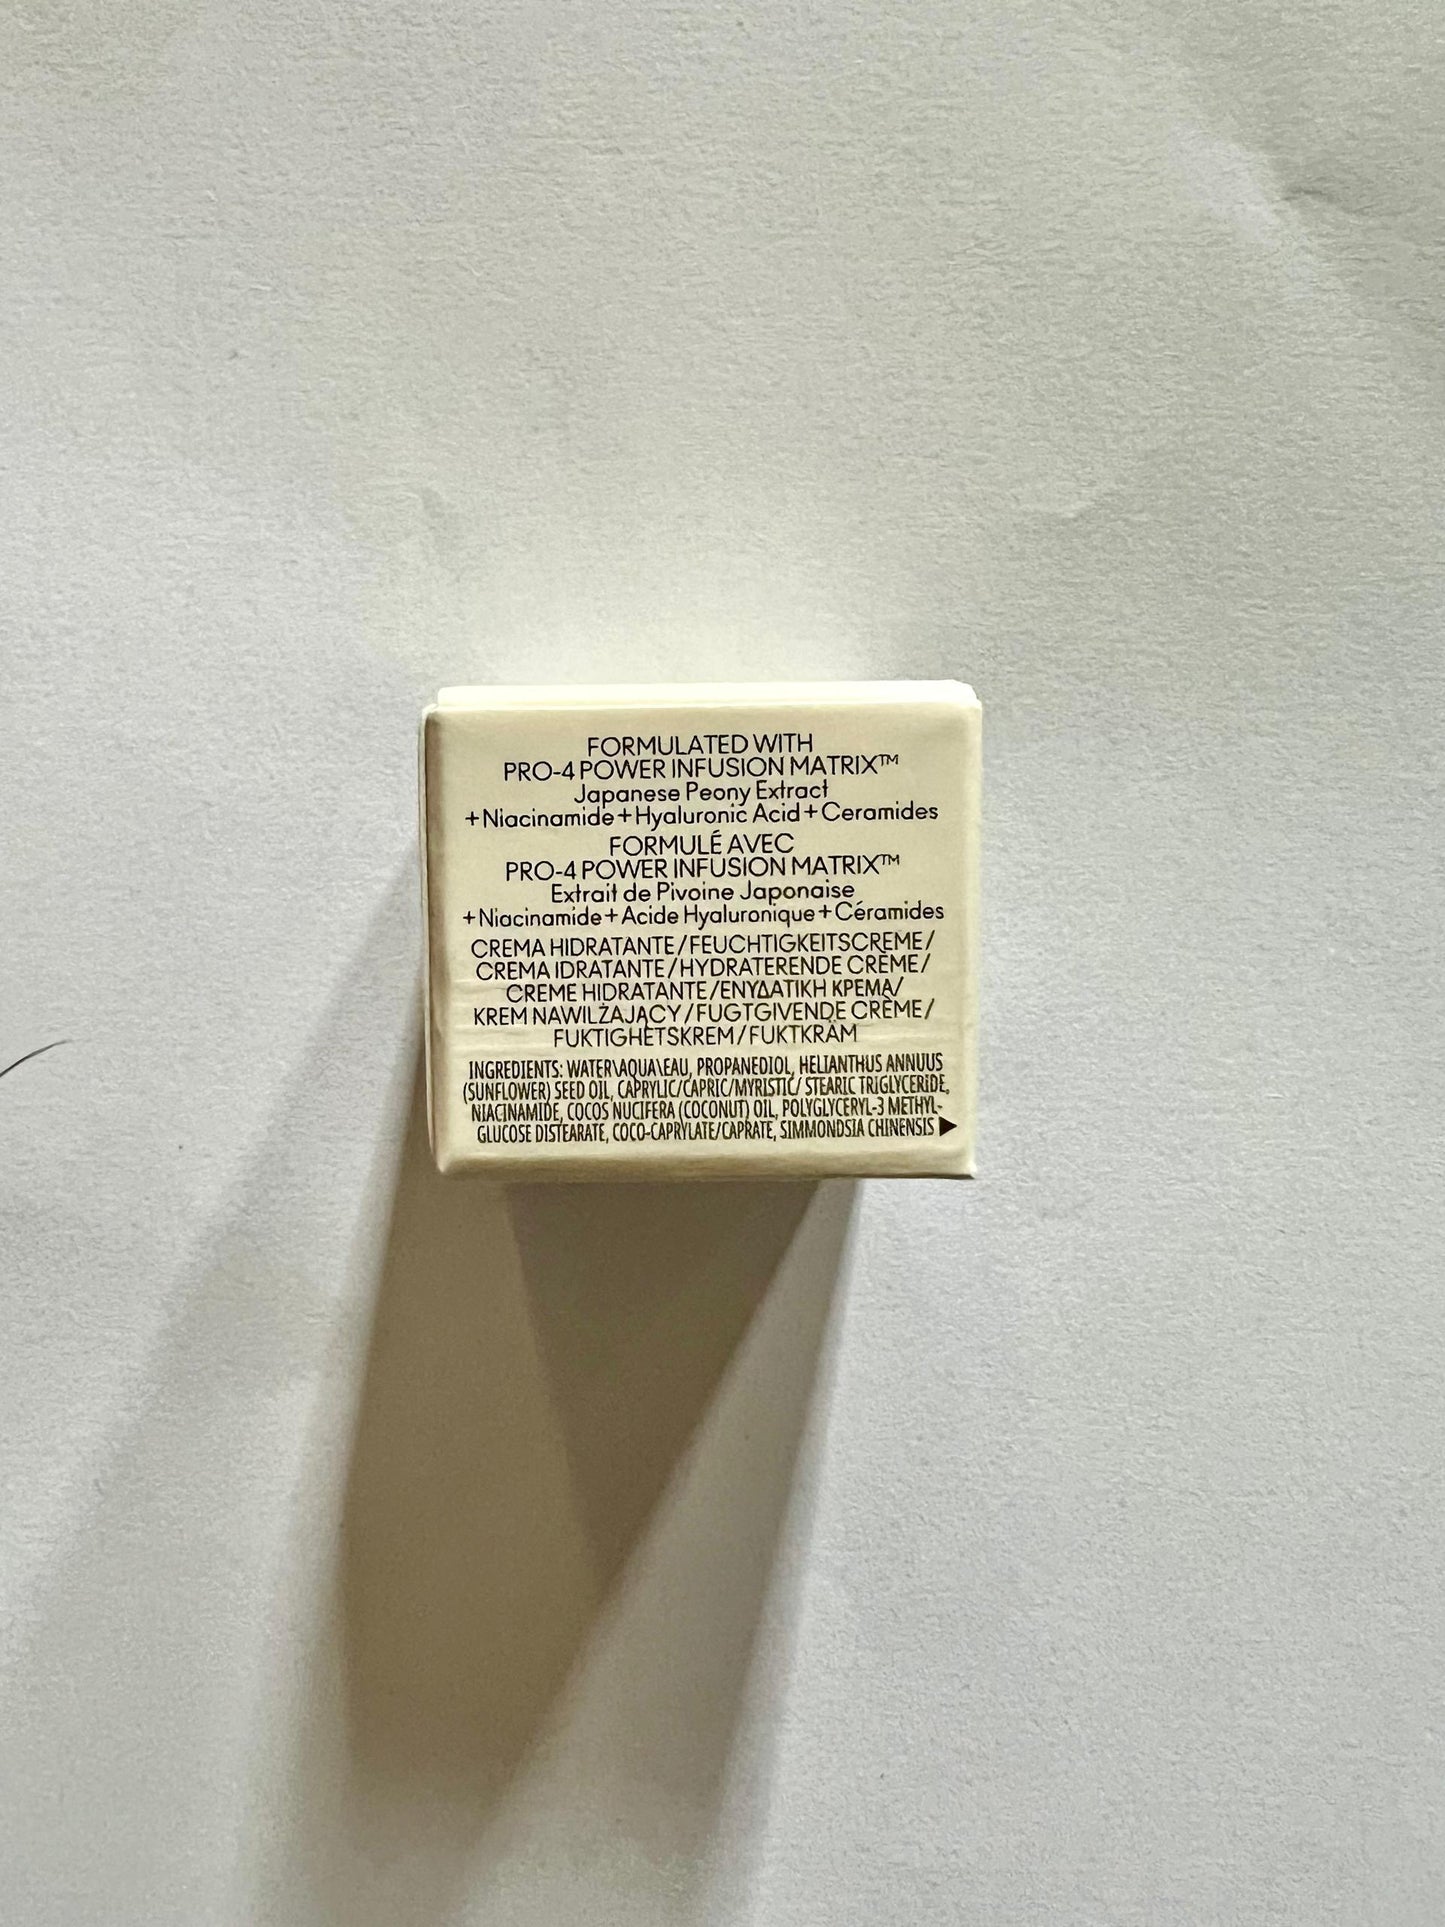 FORMULATED WITH
PRO-4 POWER INFUSION MATRIX™
Japanese Peony Extract
+Niacinamide+Hyaluronic Acid+Ceramides
FORMULÉ AVEC
PRO-4 POWER INFUSION MATRIX™
Extrait de Pivoine Japonaise
+Niacinamide+Acide Hyaluronique+Céramides
CREMA HIDRATANTE/FEUCHTIGKEITSCREME/
CREMA IDRATANTE/HYDRATERENDE CRÈME/
CREME HIDRATANTE/ΕΝΥΔΑΤΙΚΗ ΚΡΕΜΑ/
KREM NAWILŻAJĄCY/FUGTGIVENDE CRÈME/
FUKTIGHETSKREM/FUKTKRÄM
INGREDIENTS: WATER\AQUA\EAU, PROPANEDIOL, HELIANTHUS ANNUUS
(SUNFLOWER) SEED OIL, CAPRYLIC/CAPRIC/MYRISTIC/ STEARIC TRIGLYCERIDE,
NIACINAMIDE, COCOS NUCIFERA (COCONUT) OIL, POLYGLYCERYL-3 METHYL-
GLUCOSE DISTEARATE, COCO-CAPRYLATE/CAPRATE, SIMMONDSIA CHINENSIS ▶